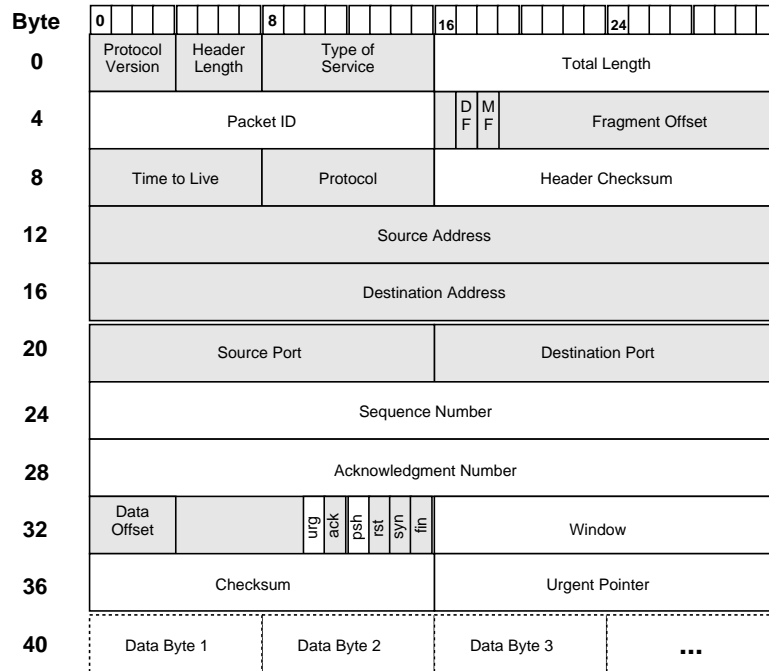 Byte 0 8 16 24
0 Protocol Version Header Length Type of Service Total Length
4 Packet ID D F M F Fragment Offset
8 Time to Live Protocol Header Checksum
12 Source Address
16 Destination Address
20 Source Port Destination Port
24 Sequence Number
28 Acknowledgment Number
32 Data Offset urg ack psh rst syn fin Window
36 Checksum Urgent Pointer
40 Data Byte 1 Data Byte 2 Data Byte 3 ...